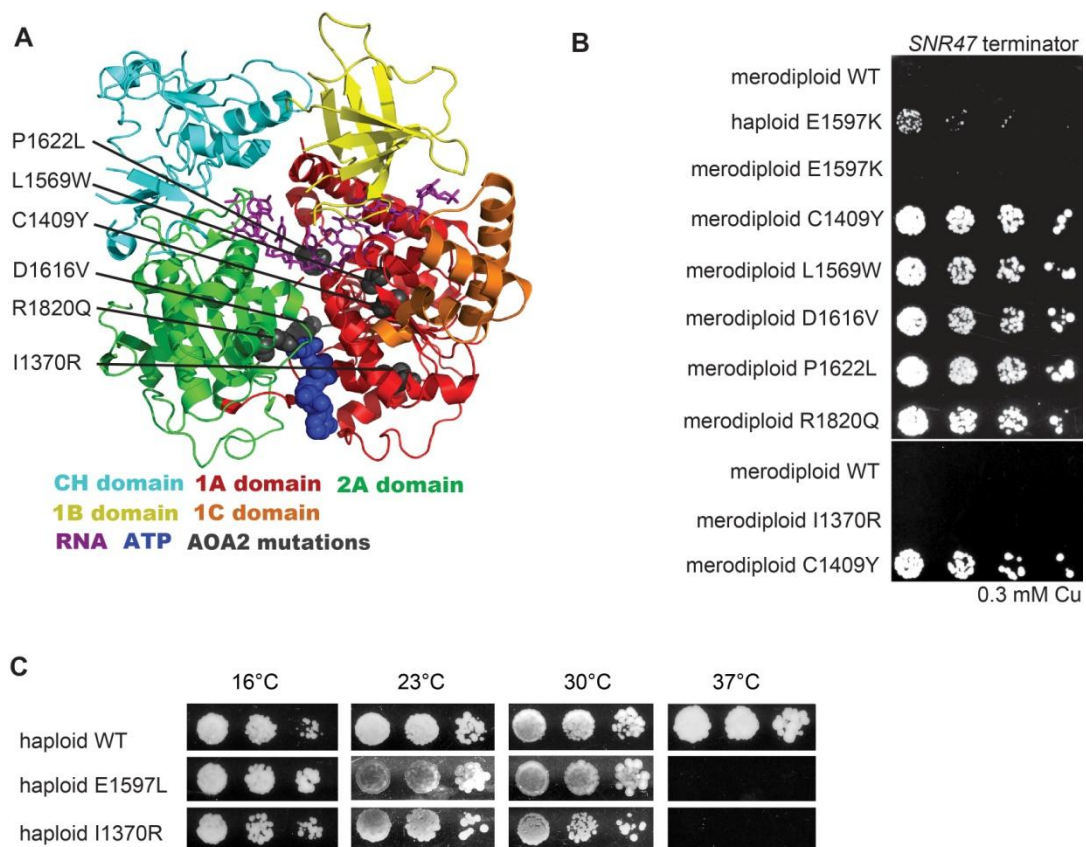 A
P1622L
L1569W
C1409Y
D1616V
R1820Q
I1370R
CH domain 1A domain 2A domain
1B domain 1C domain
RNA ATP AOA2 mutations
B
SNR47 terminator
merodiploid WT
haploid E1597K
merodiploid E1597K
merodiploid C1409Y
merodiploid L1569W
merodiploid D1616V
merodiploid P1622L
merodiploid R1820Q
merodiploid WT
merodiploid I1370R
merodiploid C1409Y
0.3 mM Cu
C
16°C 23°C 30°C 37°C
haploid WT
haploid E1597L
haploid I1370R